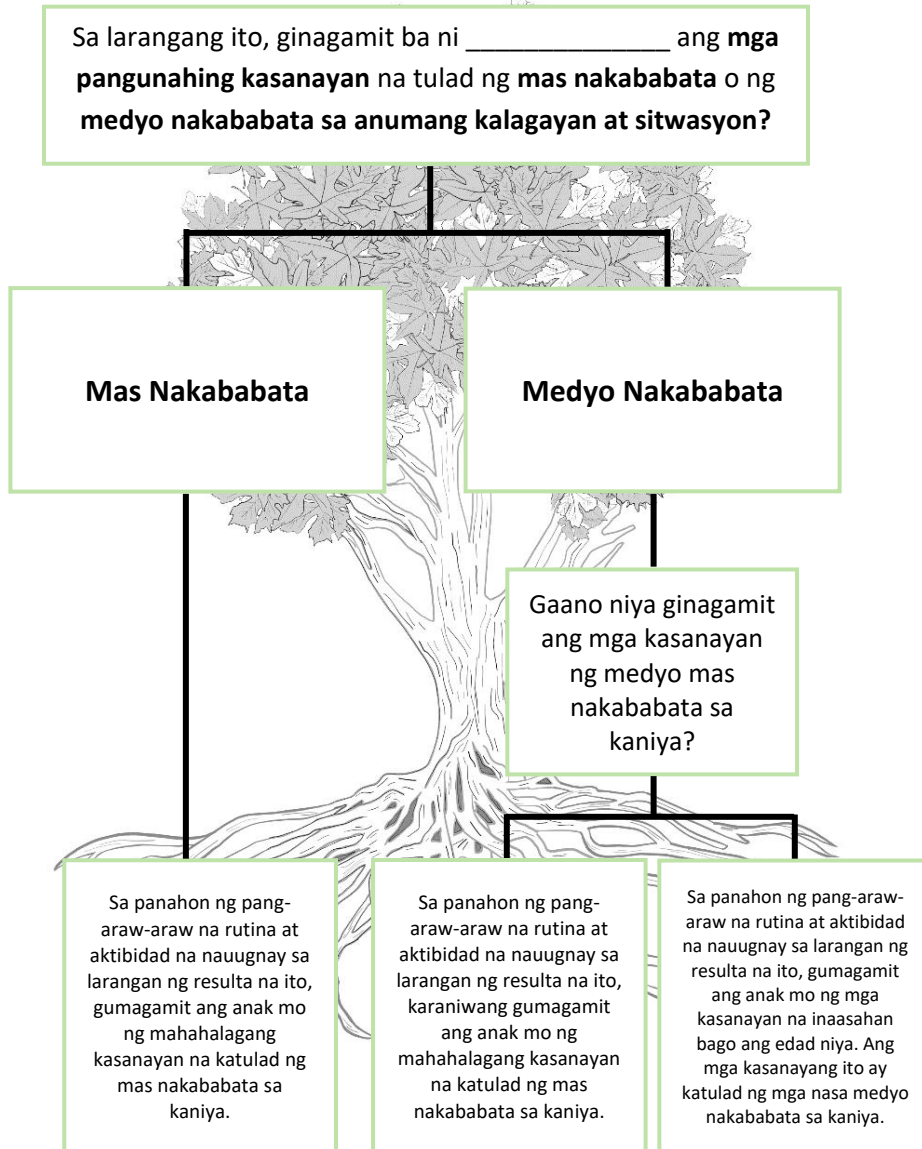 Sa larangang ito, ginagamit ba ni _______________ ang mga
pangunahing kasanayan na tulad ng mas nakababata o ng
medyo nakababata sa anumang kalagayan at sitwasyon?
Mas Nakababata
Medyo Nakababata
Gaano niya ginagamit
ang mga kasanayan
ng medyo mas
nakababata sa
kaniya?
Sa panahon ng pang-
araw-araw na rutina at
aktibidad na nauugnay sa
larangan ng resulta na ito,
gumagamit ang anak mo
ng mahahalagang
kasanayan na katulad ng
mas nakababata sa
kaniya.
Sa panahon ng pang-
araw-araw na rutina at
aktibidad na nauugnay sa
larangan ng resulta na ito,
karaniwang gumagamit
ang anak mo ng
mahahalagang kasanayan
na katulad ng mas
nakababata sa kaniya.
Sa panahon ng pang-araw-
araw na rutina at aktibidad
na nauugnay sa larangan ng
resulta na ito, gumagamit
ang anak mo ng mga
kasanayan na inaasahan
bago ang edad niya. Ang
mga kasanayang ito ay
katulad ng mga nasa medyo
nakababata sa kaniya.